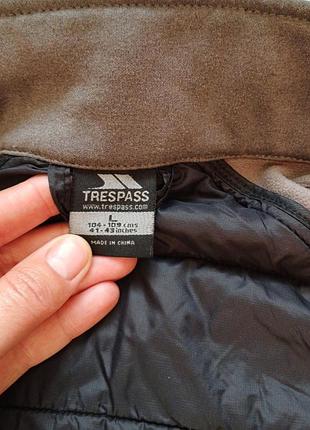 TRESPASS
www.trespass.com
L
104 - 109 cms
41 - 43 inches
MADE IN CHINA